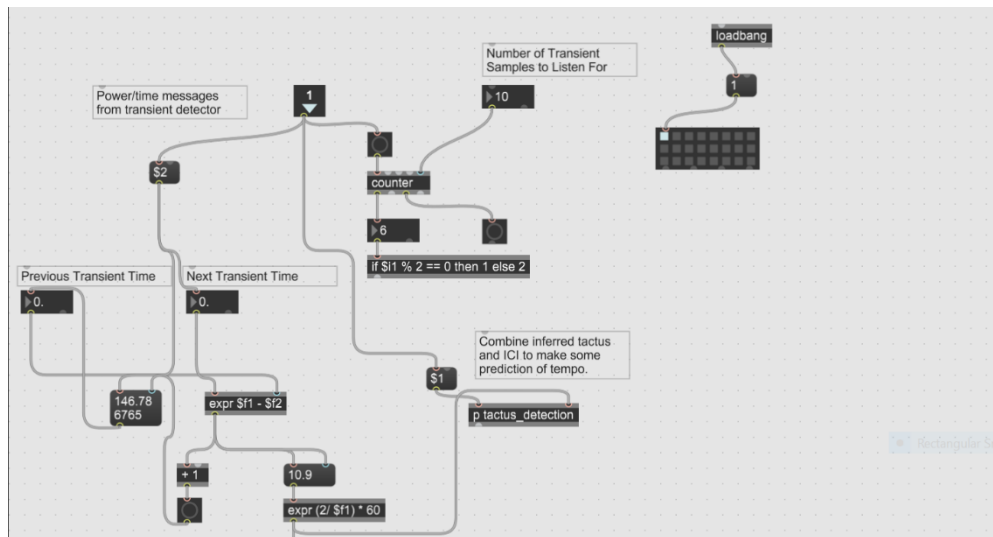 loadbang
Number of Transient
Samples to Listen For
Power/time messages
from transient detector
1
10
1
$2
counter
6
if $i1 % 2 == 0 then 1 else 2
Previous Transient Time
Next Transient Time
0.
0.
Combine inferred tactus
and ICI to make some
prediction of tempo.
$1
146.78
6765
expr $f1 - $f2
p tactus_detection
+ 1
10.9
expr (2/ $f1) * 60